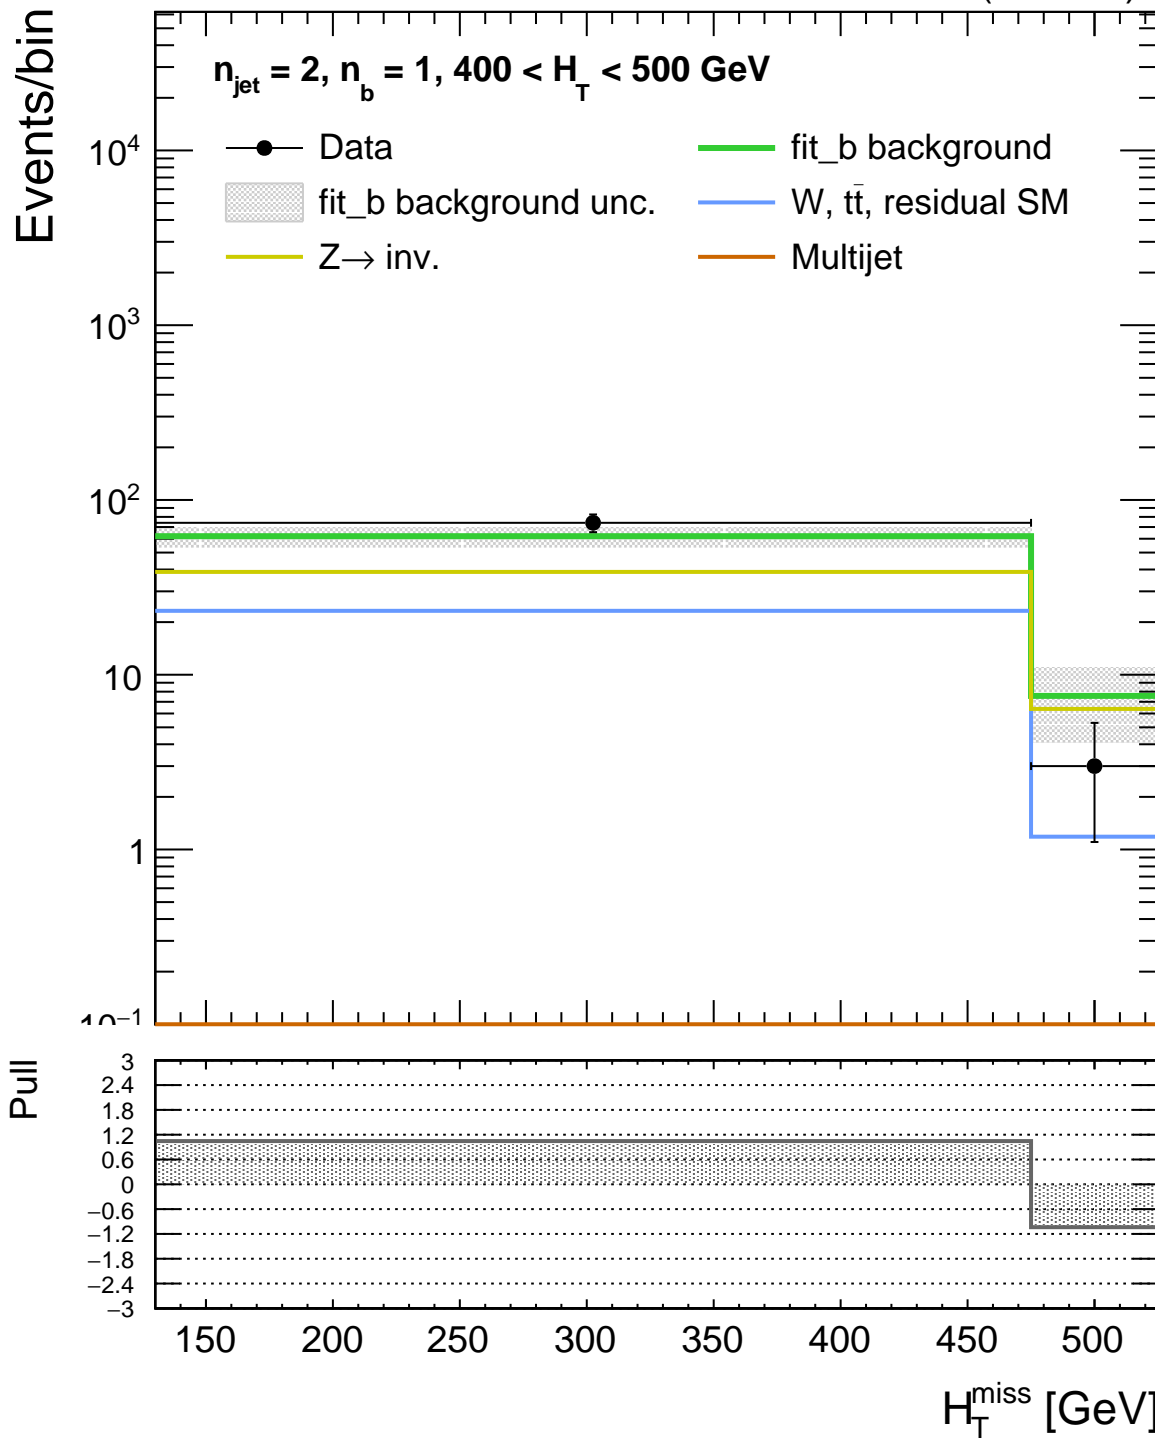 Events/bin
n_jet = 2, n_b = 1, 400 < H_T < 500 GeV
Data
fit_b background
fit_b background unc.
W, tt̄, residual SM
Z→ inv.
Multijet
10^4
10^3
10^2
10
1
10^−1
Pull
3
2.4
1.8
1.2
0.6
0
−0.6
−1.2
−1.8
−2.4
−3
150 200 250 300 350 400 450 500
H_T^miss [GeV]